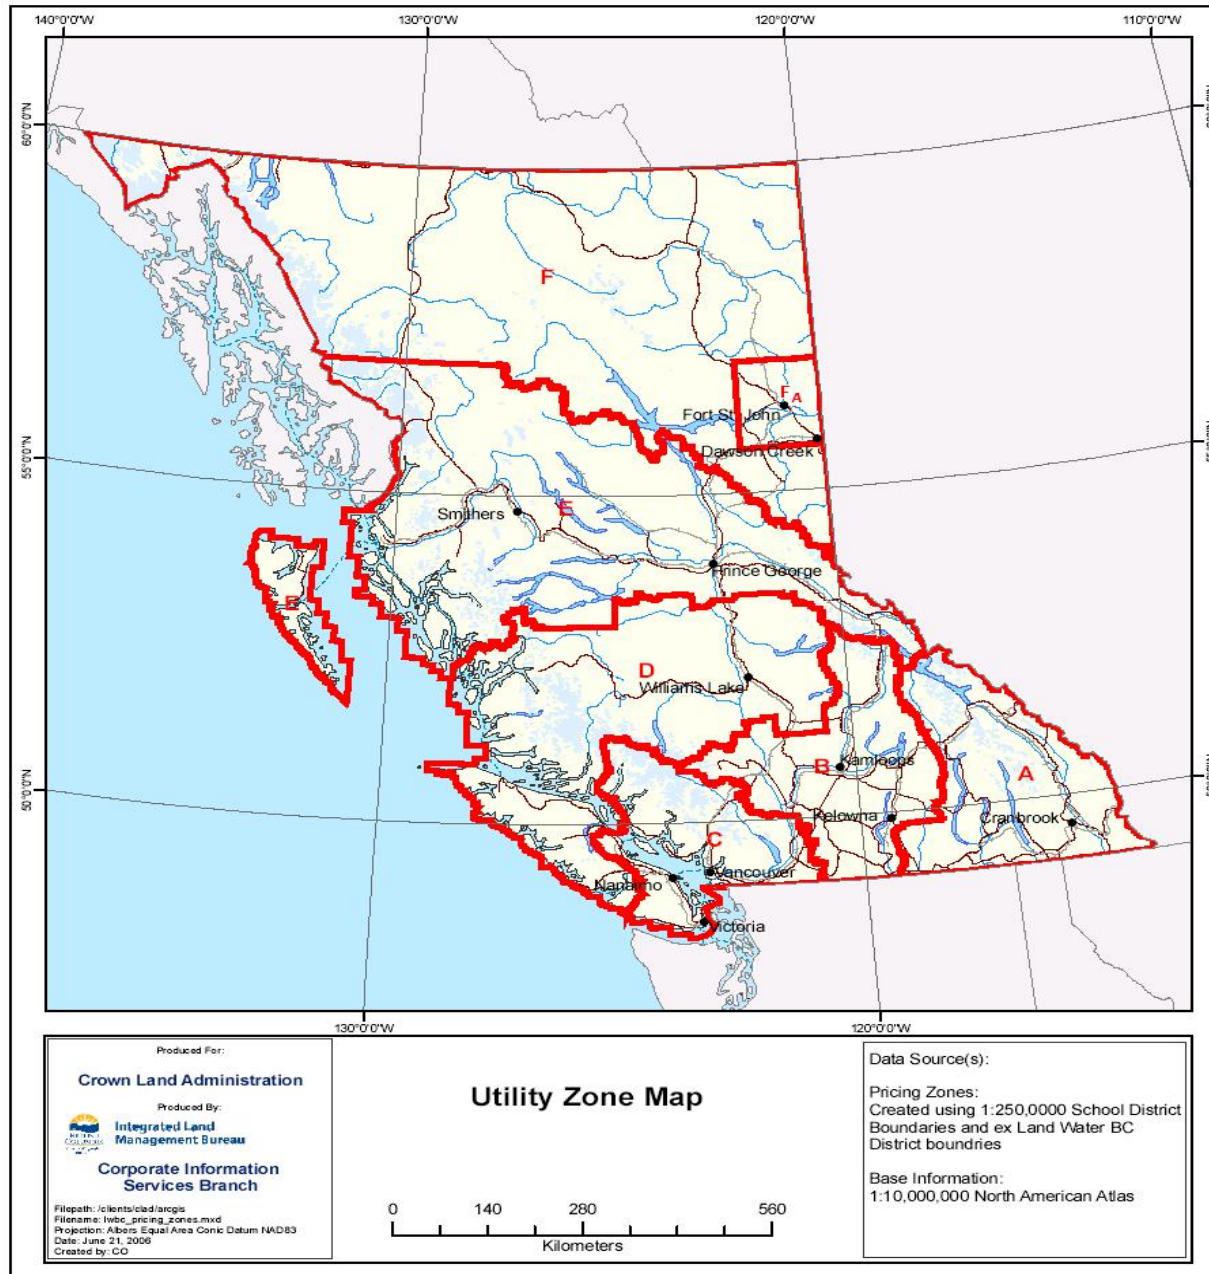 140°0'0"W 130°0'0"W 120°0'0"W 110°0'0"W
60°0'0"N
F
F A
Fort St. John
Dawson Creek
55°0'0"N
Smithers
E
Prince George
E
D
Williams Lake
B
Kamloops
A
50°0'0"N
Kelowna
Cranbrook
C
Vancouver
Nanaimo
Victoria
130°0'0"W 120°0'0"W
Produced For:
Crown Land Administration
Produced By:
Integrated Land
Management Bureau
Corporate Information
Services Branch
Filepath: /clients/clad/arcgis
Filename: lwbc_pricing_zones.mxd
Projection: Albers Equal Area Conic Datum NAD83
Date: June 21, 2006
Created by: CO
Utility Zone Map
0 140 280 560
Kilometers
Data Source(s):
Pricing Zones:
Created using 1:250,0000 School District
Boundaries and ex Land Water BC
District boundries
Base Information:
1:10,000,000 North American Atlas